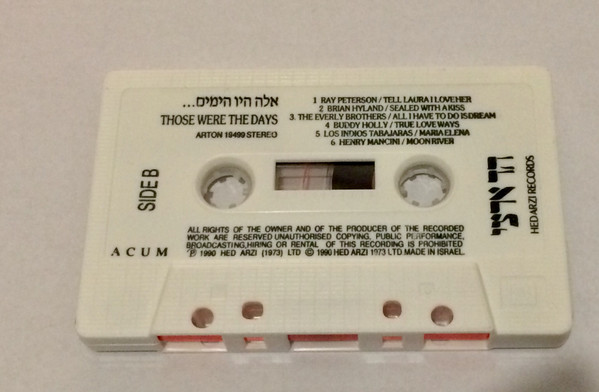 אלה היו הימים...
THOSE WERE THE DAYS
ARTON 18499 STEREO
1 RAY PETERSON / TELL LAURA I LOVE HER
2 BRIAN HYLAND / SEALED WITH A KISS
3. THE EVERLY BROTHERS / ALL I HAVE TO DO IS DREAM
4 BUDDY HOLLY / TRUE LOVE WAYS
5 LOS INDIOS TABAJARAS / MARIA ELENA
6 HENRY MANCINI / MOON RIVER
SIDE B
הד ארצי
HED ARZI RECORDS
ACUM
ALL RIGHTS OF THE OWNER AND OF THE PRODUCER OF THE RECORDED
WORK ARE RESERVED UNAUTHORISED COPYING, PUBLIC PERFORMANCE,
BROADCASTING,HIRING OR RENTAL OF THIS RECORDING IS PROHIBITED
℗ 1990 HED ARZI (1973) LTD © 1990 HED ARZI 1973 LTD MADE IN ISRAEL.